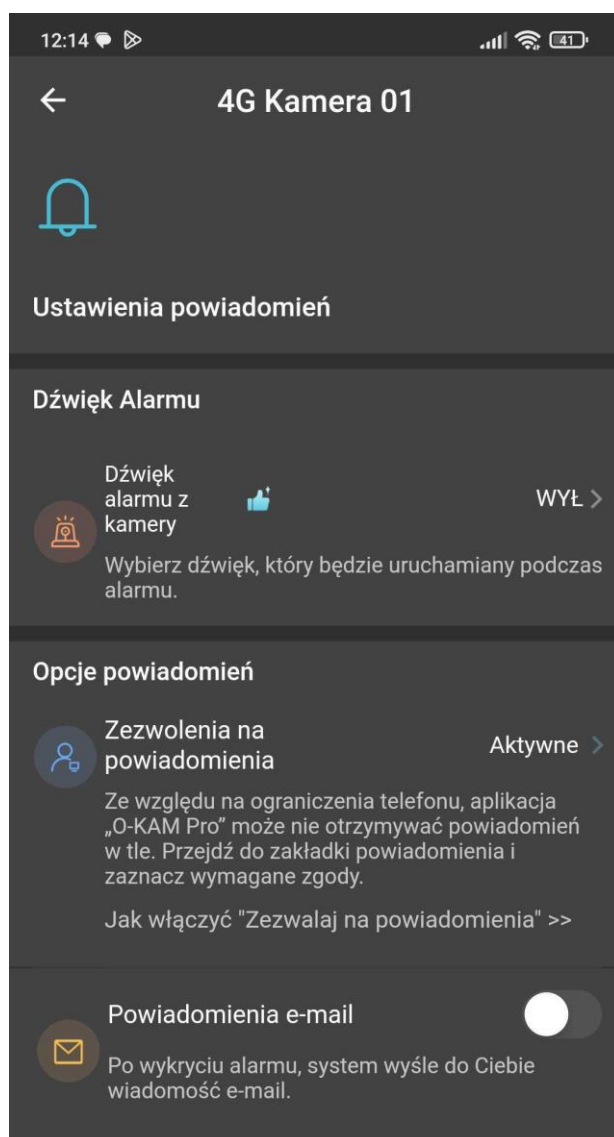 12:14
41
4G Kamera 01
Ustawienia powiadomień
Dźwięk Alarmu
Dźwięk
alarmu z
kamery
WYŁ
Wybierz dźwięk, który będzie uruchamiany podczas
alarmu.
Opcje powiadomień
Zezwolenia na
powiadomienia
Aktywne
Ze względu na ograniczenia telefonu, aplikacja
„O-KAM Pro” może nie otrzymywać powiadomień
w tle. Przejdź do zakładki powiadomienia i
zaznacz wymagane zgody.
Jak włączyć "Zezwalaj na powiadomienia" >>
Powiadomienia e-mail
Po wykryciu alarmu, system wyśle do Ciebie
wiadomość e-mail.